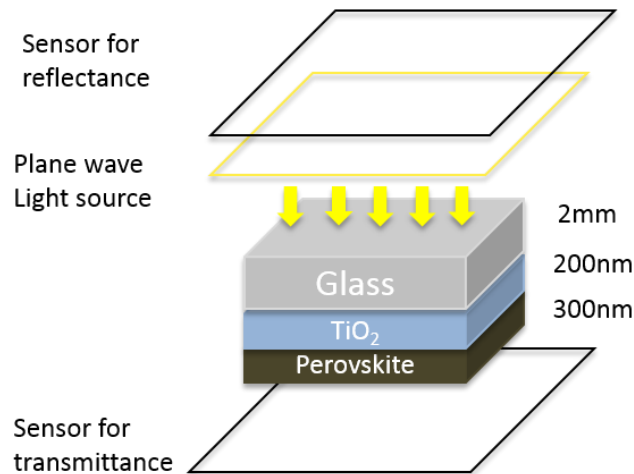 Sensor for
reflectance
Plane wave
Light source
2mm
200nm
300nm
Glass
TiO₂
Perovskite
Sensor for
transmittance